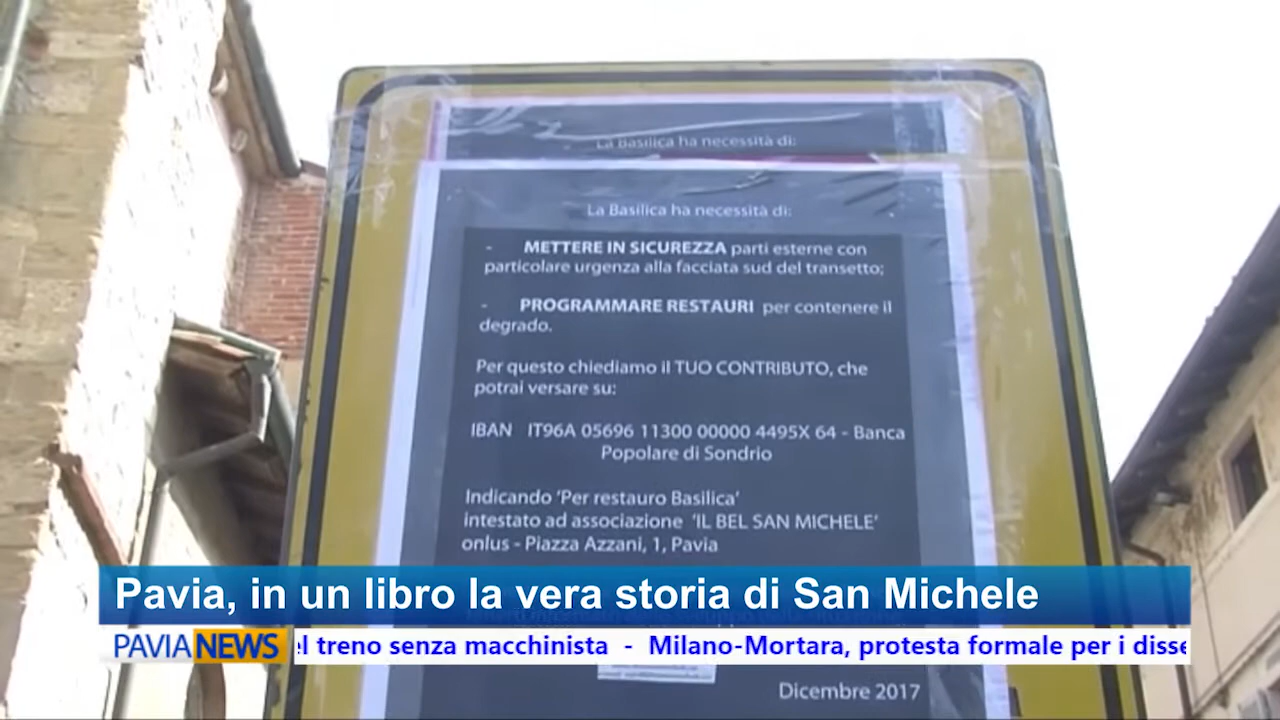 La Basilica ha necessità di:
La Basilica ha necessità di:
- METTERE IN SICUREZZA parti esterne con
particolare urgenza alla facciata sud del transetto;
- PROGRAMMARE RESTAURI per contenere il
degrado.
Per questo chiediamo il TUO CONTRIBUTO, che
potrai versare su:
IBAN IT96A 05696 11300 00000 4495X 64 - Banca
Popolare di Sondrio
Indicando 'Per restauro Basilica'
intestato ad associazione 'IL BEL SAN MICHELE'
onlus - Piazza Azzani, 1, Pavia
Pavia, in un libro la vera storia di San Michele
PAVIA NEWS el treno senza macchinista - Milano-Mortara, protesta formale per i disse
Dicembre 2017